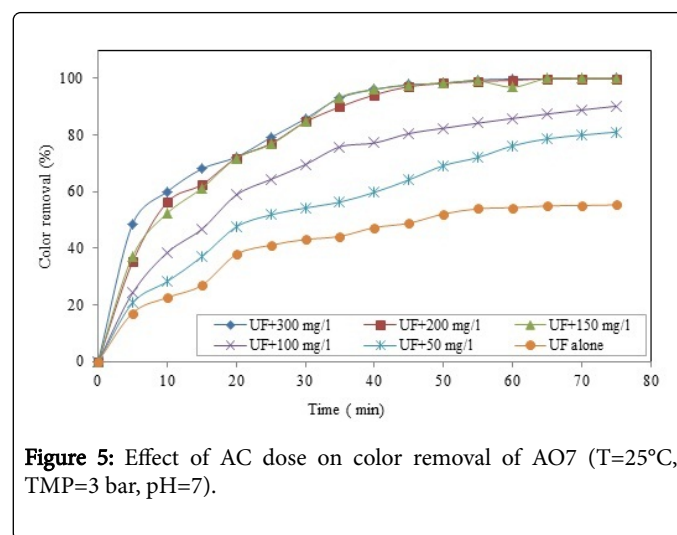 100
80
60
40
20
0
Color removal (%)
UF+300 mg/l UF+200 mg/l UF+150 mg/l
UF+100 mg/l UF+50 mg/l UF alone
0 10 20 30 40 50 60 70 80
Time ( min)
Figure 5: Effect of AC dose on color removal of AO7 (T=25°C,
TMP=3 bar, pH=7).